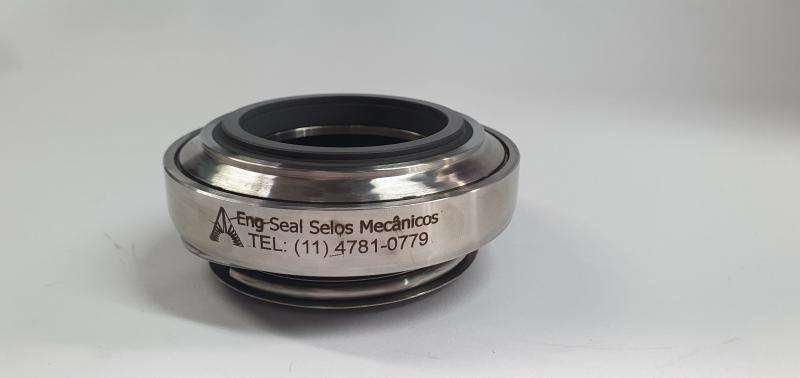 Eng Seal Selos Mecânicos
TEL: (11) 4781-0779